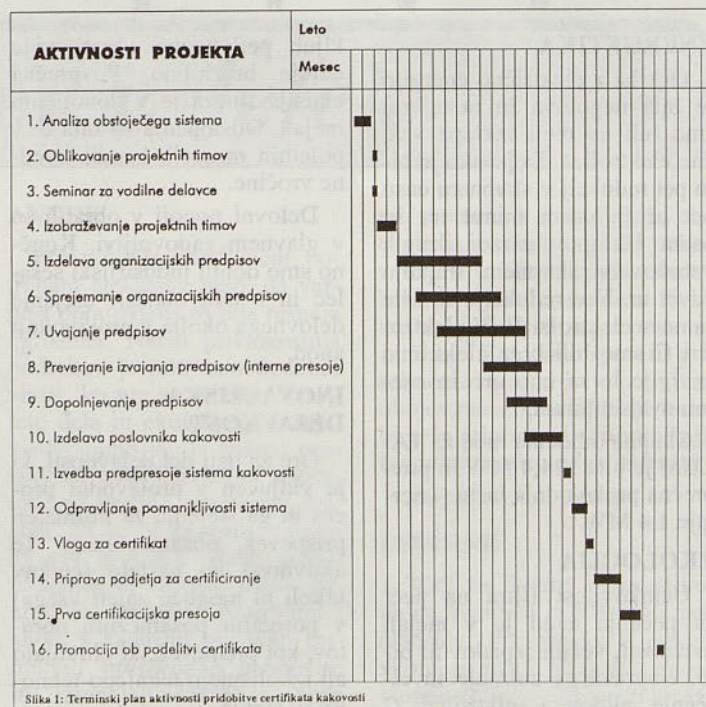 AKTIVNOSTI PROJEKTA
Leto
Mesec
1. Analiza obstoječega sistema
2. Oblikovanje projektnih timov
3. Seminar za vodilne delavce
4. Izobraževanje projektnih timov
5. Izdelava organizacijskih predpisov
6. Sprejemanje organizacijskih predpisov
7. Uvajanje predpisov
8. Preverjanje izvajanja predpisov (interne presoje)
9. Dopolnjevanje predpisov
10. Izdelava poslovnika kakovosti
11. Izvedba predpresoje sistema kakovosti
12. Odpravljanje pomanjkljivosti sistema
13. Vloga za certifikat
14. Priprava podjetja za certificiranje
15. Prva certifikacijska presoja
16. Promocija ob podelitvi certifikata
Slika 1: Terminski plan aktivnosti pridobitve certifikata kakovosti